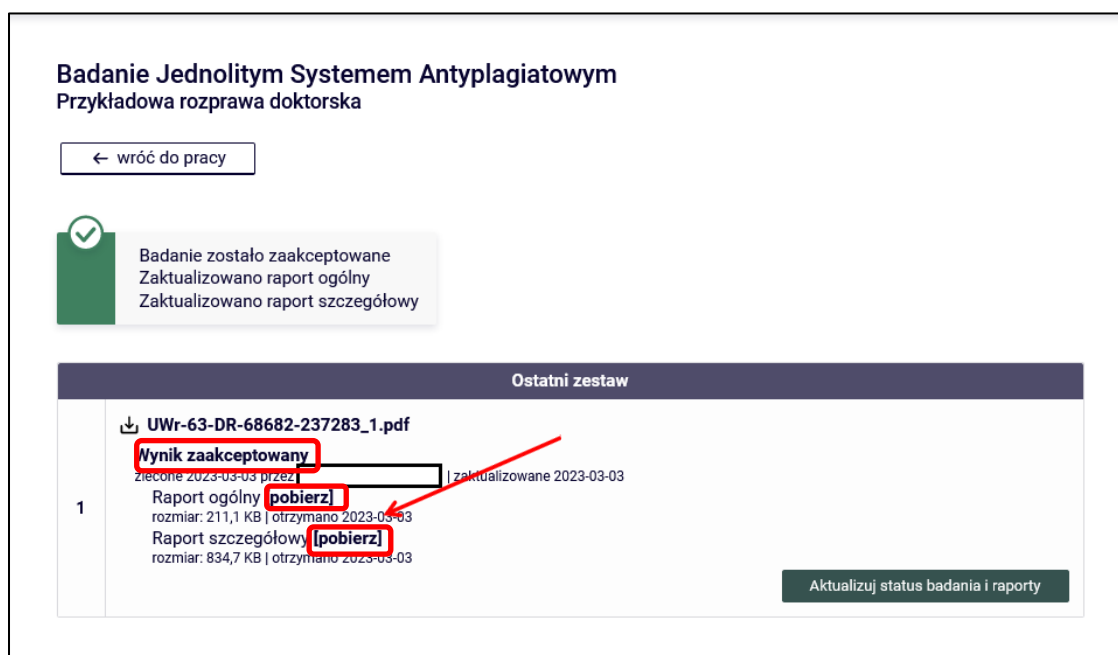 Badanie Jednolitym Systemem Antyplagiatowym
Przykładowa rozprawa doktorska
← wróć do pracy
Badanie zostało zaakceptowane
Zaktualizowano raport ogólny
Zaktualizowano raport szczegółowy
Ostatni zestaw
UWr-63-DR-68682-237283_1.pdf
Wynik zaakceptowany
zlecone 2023-03-03 przez | zaktualizowane 2023-03-03
1
Raport ogólny [pobierz]
rozmiar: 211,1 KB | otrzymano 2023-03-03
Raport szczegółowy [pobierz]
rozmiar: 834,7 KB | otrzymano 2023-03-03
Aktualizuj status badania i raporty